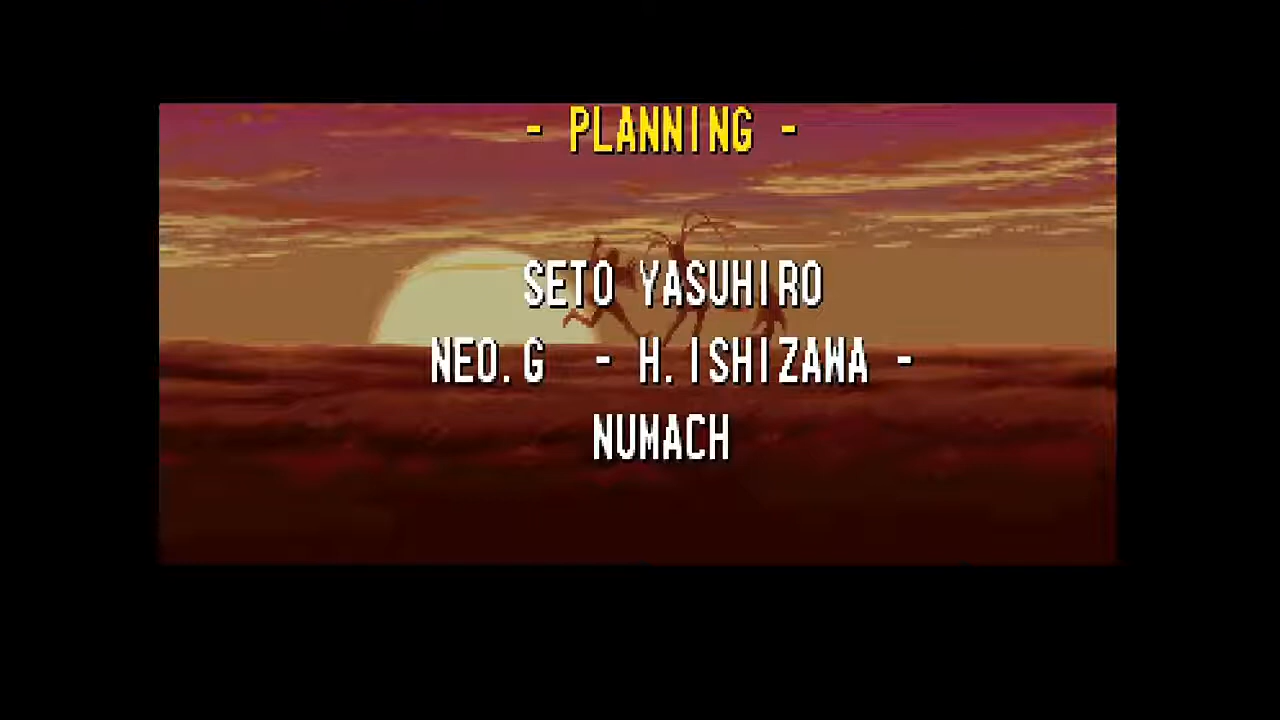 - PLANNING -
SETO YASUHIRO
NEO.G - H.ISHIZAWA -
NUMACH